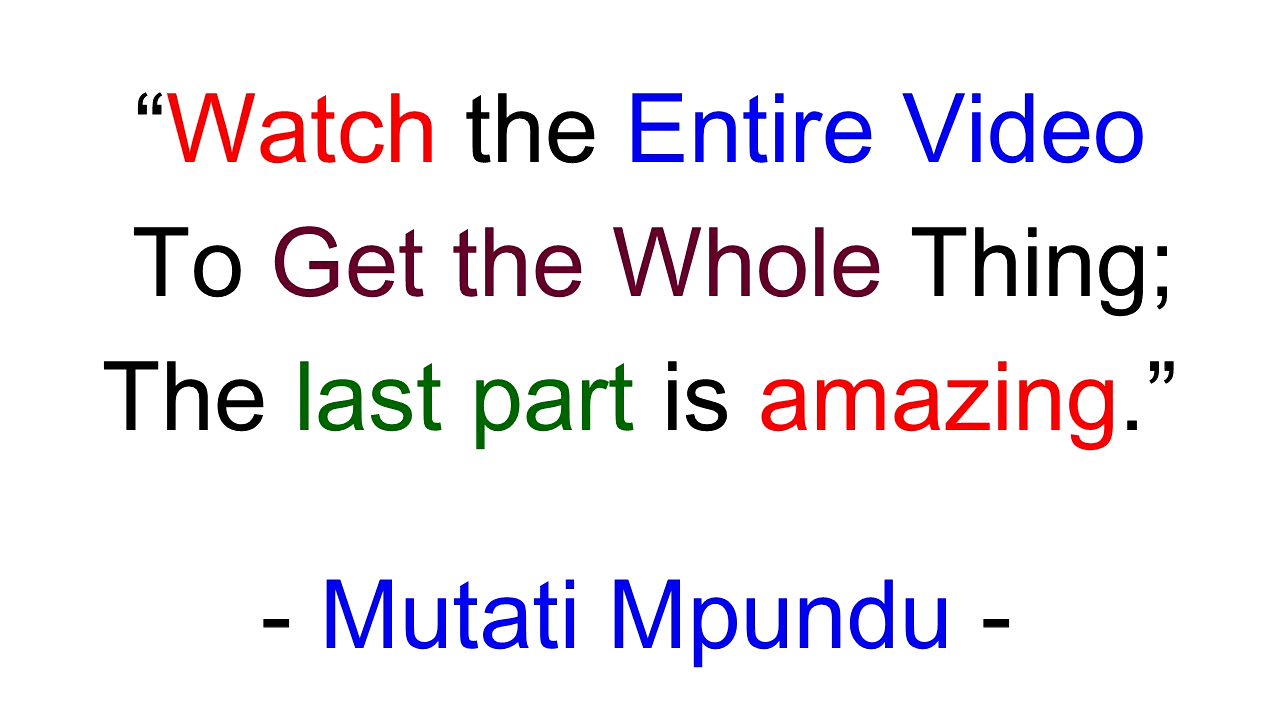 “Watch the Entire Video
To Get the Whole Thing;
The last part is amazing.”
- Mutati Mpundu -